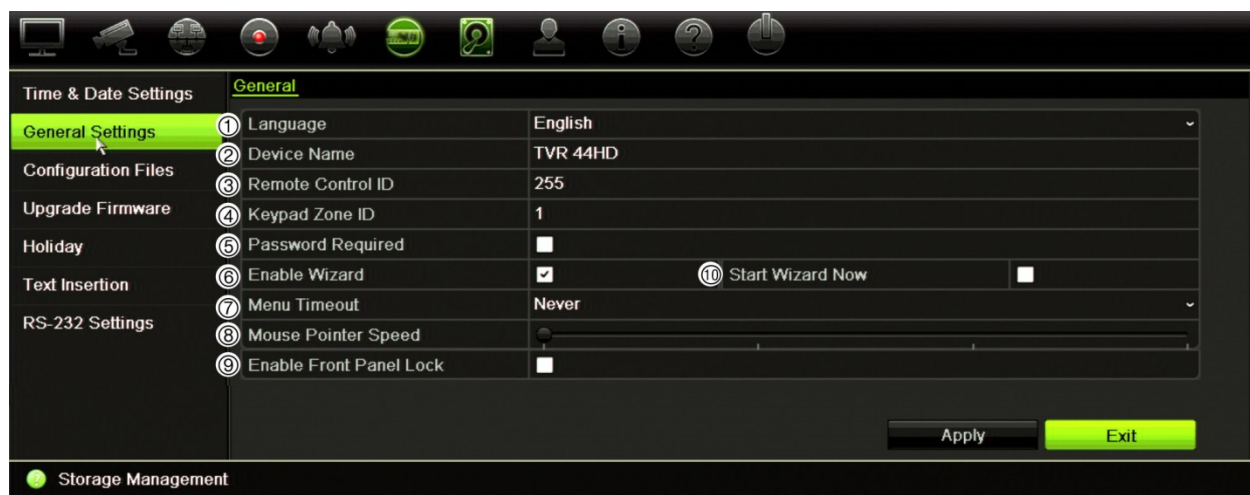 General
Time & Date Settings
General Settings
Configuration Files
Upgrade Firmware
Holiday
Text Insertion
RS-232 Settings
① Language English
② Device Name TVR 44HD
③ Remote Control ID 255
④ Keypad Zone ID 1
⑤ Password Required
⑥ Enable Wizard ⑩ Start Wizard Now
⑦ Menu Timeout Never
⑧ Mouse Pointer Speed
⑨ Enable Front Panel Lock
Apply Exit
? Storage Management